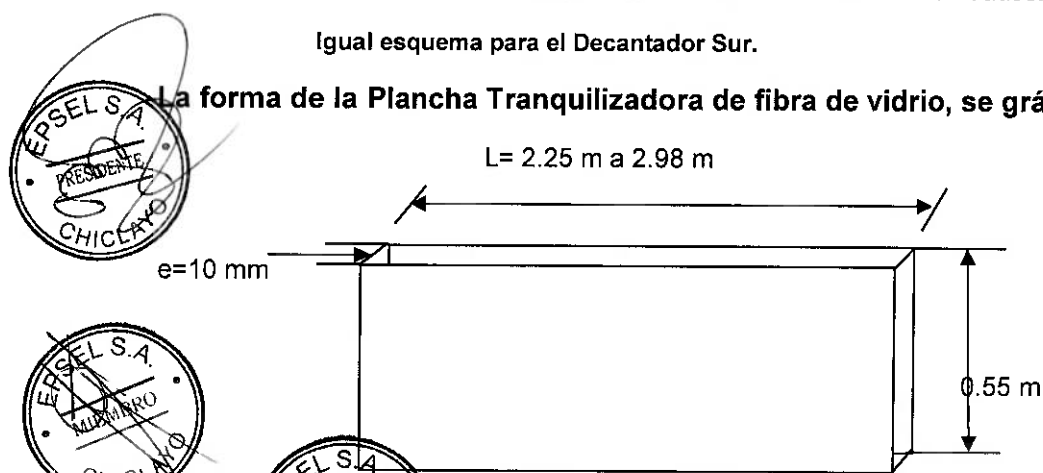 Igual esquema para el Decantador Sur.
La forma de la Plancha Tranquilizadora de fibra de vidrio, se grá
EPSEL S.A.
PRESIDENTE
CHICLAYO
L= 2.25 m a 2.98 m
e=10 mm
0.55 m
EPSEL S.A.
MIEMBRO